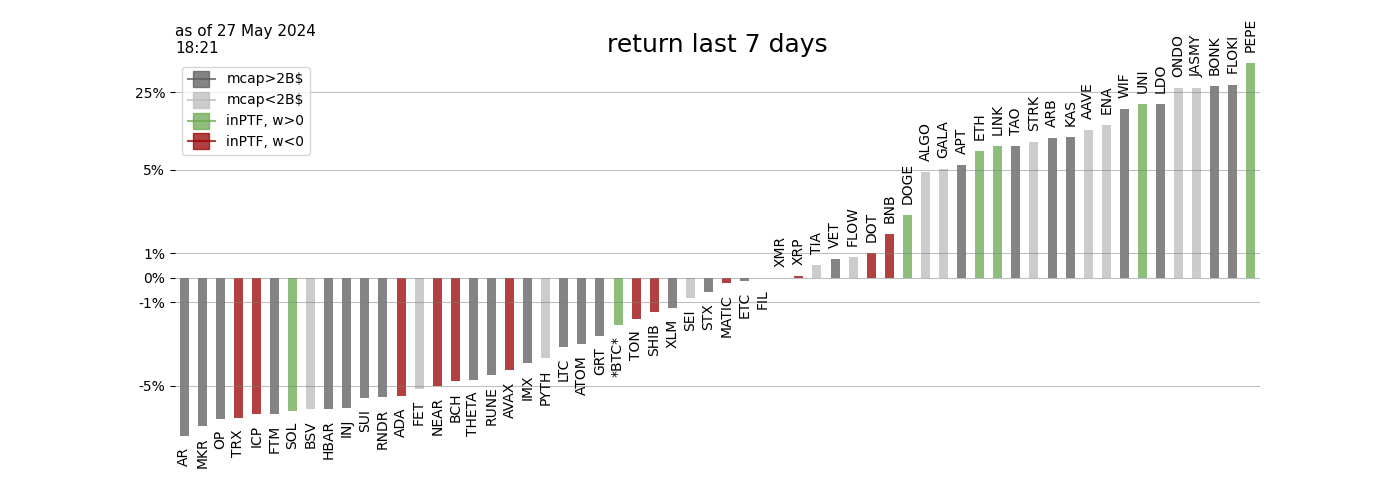 as of 27 May 2024
18:21
return last 7 days
mcap>2B$
mcap<2B$
inPTF, w>0
inPTF, w<0
25%
5%
1%
0%
-1%
-5%
AR
MKR
OP
TRX
ICP
FTM
SOL
BSV
HBAR
INJ
SUI
RNDR
ADA
FET
NEAR
BCH
THETA
RUNE
AVAX
IMX
PYTH
LTC
ATOM
GRT
*BTC*
TON
SHIB
XLM
SEI
STX
MATIC
ETC
FIL
XMR
XRP
TIA
VET
FLOW
DOT
BNB
DOGE
ALGO
GALA
APT
ETH
LINK
TAO
STRK
ARB
KAS
AAVE
ENA
WIF
UNI
LDO
ONDO
JASMY
BONK
FLOKI
PEPE